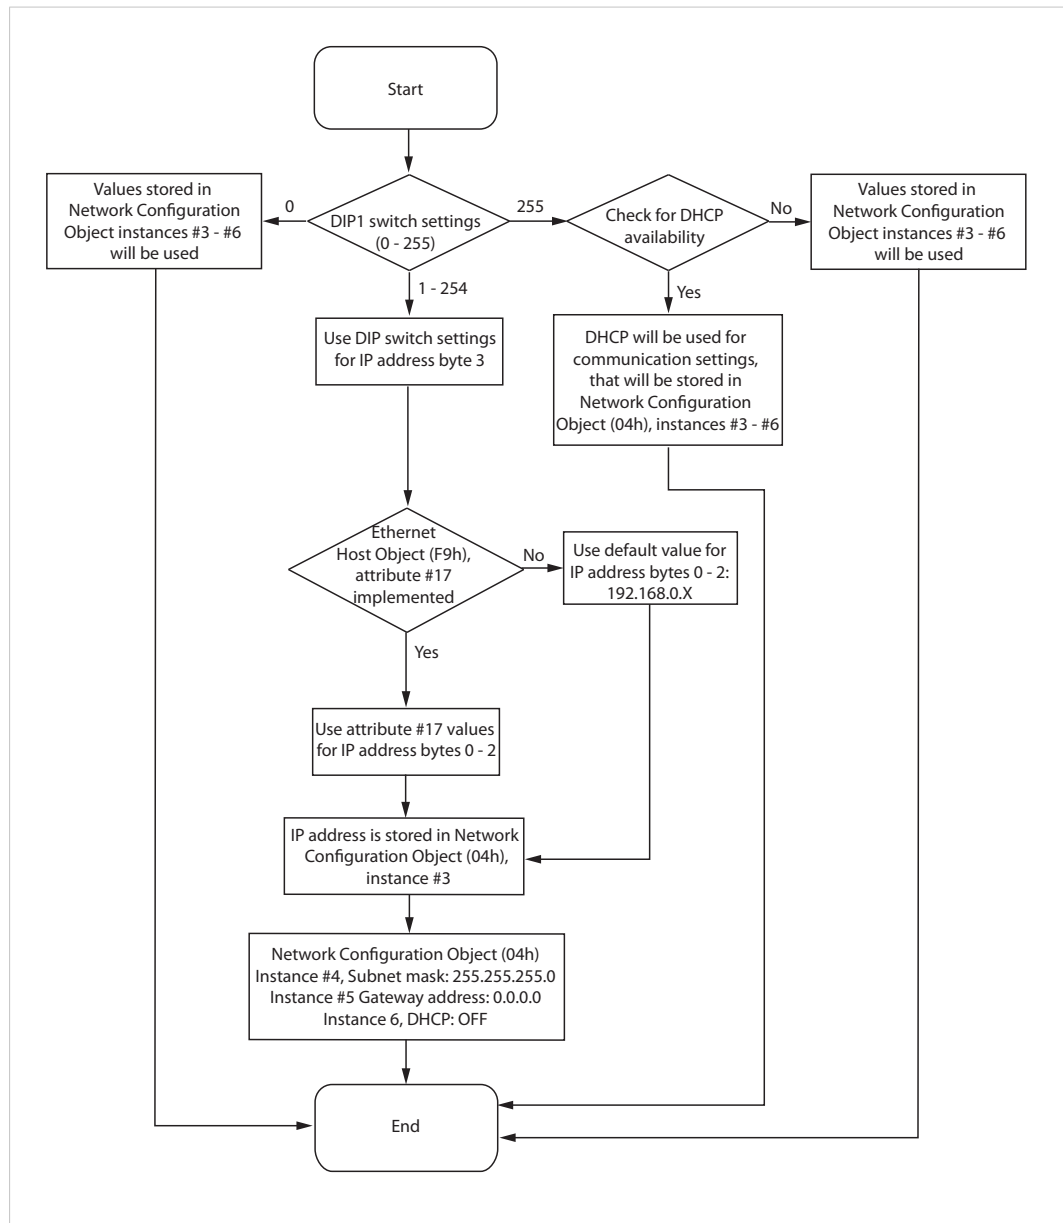 Start
Values stored in
Network Configuration
Object instances #3 - #6
will be used
0
DIP1 switch settings
(0 - 255)
255
Check for DHCP
availability
No
Values stored in
Network Configuration
Object instances #3 - #6
will be used
1 - 254
Yes
Use DIP switch settings
for IP address byte 3
DHCP will be used for
communication settings,
that will be stored in
Network Configuration
Object (04h), instances #3 - #6
Ethernet
Host Object (F9h),
attribute #17
implemented
No
Use default value for
IP address bytes 0 - 2:
192.168.0.X
Yes
Use attribute #17 values
for IP address bytes 0 - 2
IP address is stored in Network
Configuration Object (04h),
instance #3
Network Configuration Object (04h)
Instance #4, Subnet mask: 255.255.255.0
Instance #5 Gateway address: 0.0.0.0
Instance 6, DHCP: OFF
End